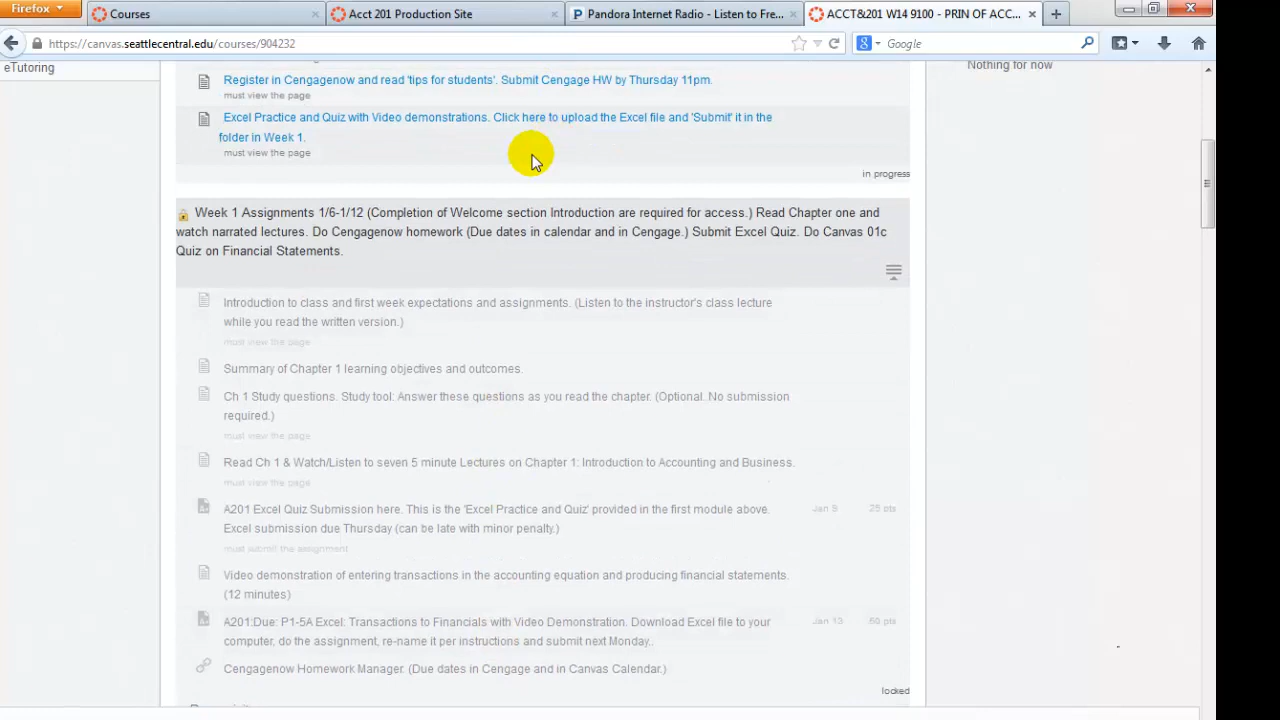 Firefox
Courses
Acct 201 Production Site
Pandora Internet Radio - Listen to Fre...
ACCT&201 W14 9100 - PRIN OF ACC...
https://canvas.seattlecentral.edu/courses/904232
Google
eTutoring
Nothing for now
Register in Cengagenow and read 'tips for students'. Submit Cengage HW by Thursday 11pm.
must view the page
Excel Practice and Quiz with Video demonstrations. Click here to upload the Excel file and 'Submit' it in the
folder in Week 1.
must view the page
in progress
Week 1 Assignments 1/6-1/12 (Completion of Welcome section Introduction are required for access.) Read Chapter one and
watch narrated lectures. Do Cengagenow homework (Due dates in calendar and in Cengage.) Submit Excel Quiz. Do Canvas 01c
Quiz on Financial Statements.
Introduction to class and first week expectations and assignments. (Listen to the instructor's class lecture
while you read the written version.)
must view the page
Summary of Chapter 1 learning objectives and outcomes.
Ch 1 Study questions. Study tool: Answer these questions as you read the chapter. (Optional. No submission
required.)
must view the page
Read Ch 1 & Watch/Listen to seven 5 minute Lectures on Chapter 1: Introduction to Accounting and Business.
must view the page
A201 Excel Quiz Submission here. This is the 'Excel Practice and Quiz' provided in the first module above.
Jan 9 25 pts
Excel submission due Thursday (can be late with minor penalty.)
must submit the assignment
Video demonstration of entering transactions in the accounting equation and producing financial statements.
(12 minutes)
A201:Due: P1-5A Excel: Transactions to Financials with Video Demonstration. Download Excel file to your
Jan 13 50 pts
computer, do the assignment, re-name it per instructions and submit next Monday..
Cengagenow Homework Manager. (Due dates in Cengage and in Canvas Calendar.)
locked